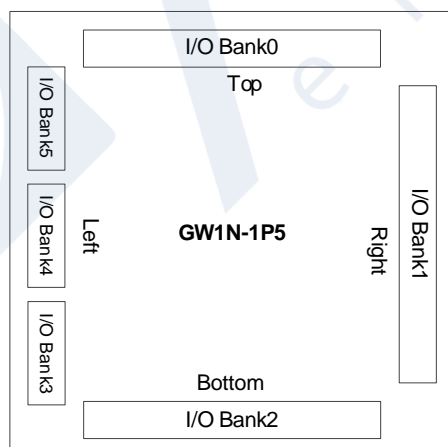 I/O Bank0
Top
I/O Bank5
I/O Bank4
Left
GW1N-1P5
Right
I/O Bank1
I/O Bank3
Bottom
I/O Bank2